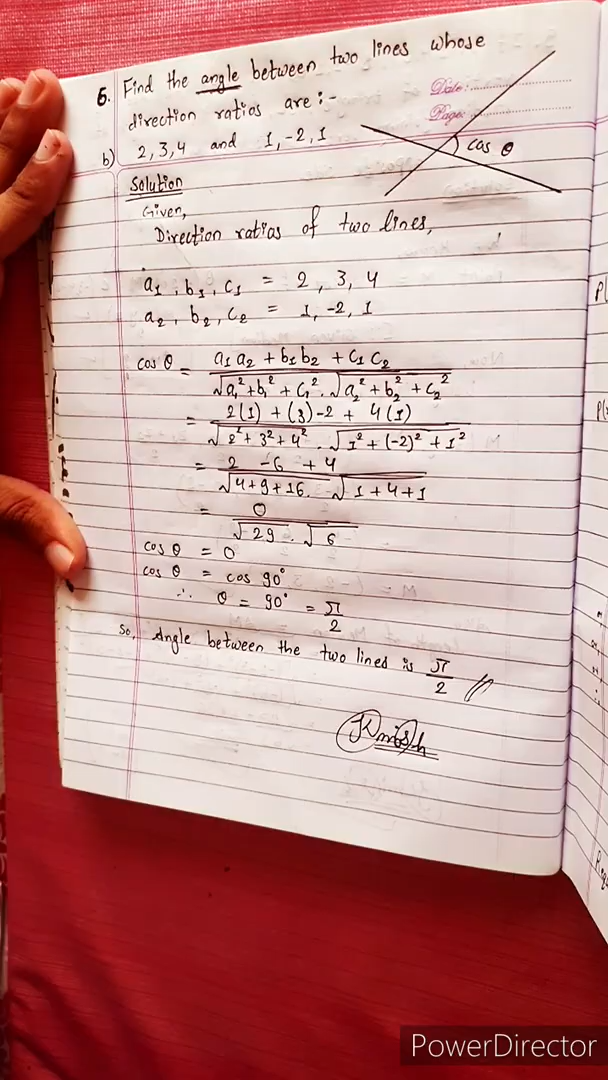 6. Find the angle between two lines whose
direction ratios are :-
Date:
Page:
b) 2, 3, 4 and 1, -2, 1
cos θ
Solution
Given,
Direction ratios of two lines,
a₁, b₁, c₁ = 2, 3, 4
a₂, b₂, c₂ = 1, -2, 1
cos θ = a₁a₂ + b₁b₂ + c₁c₂
√a₁² + b₁² + c₁² . √a₂² + b₂² + c₂²
= 2(1) + (3)-2 + 4(1)
√2² + 3² + 4² . √1² + (-2)² + 1²
= 2 - 6 + 4
√4+9+16 . √1+4+1
= 0
√29 . √6
cos θ = 0
cos θ = cos 90°
∴ θ = 90° = π
2
So, Angle between the two lines is π
2
PowerDirector